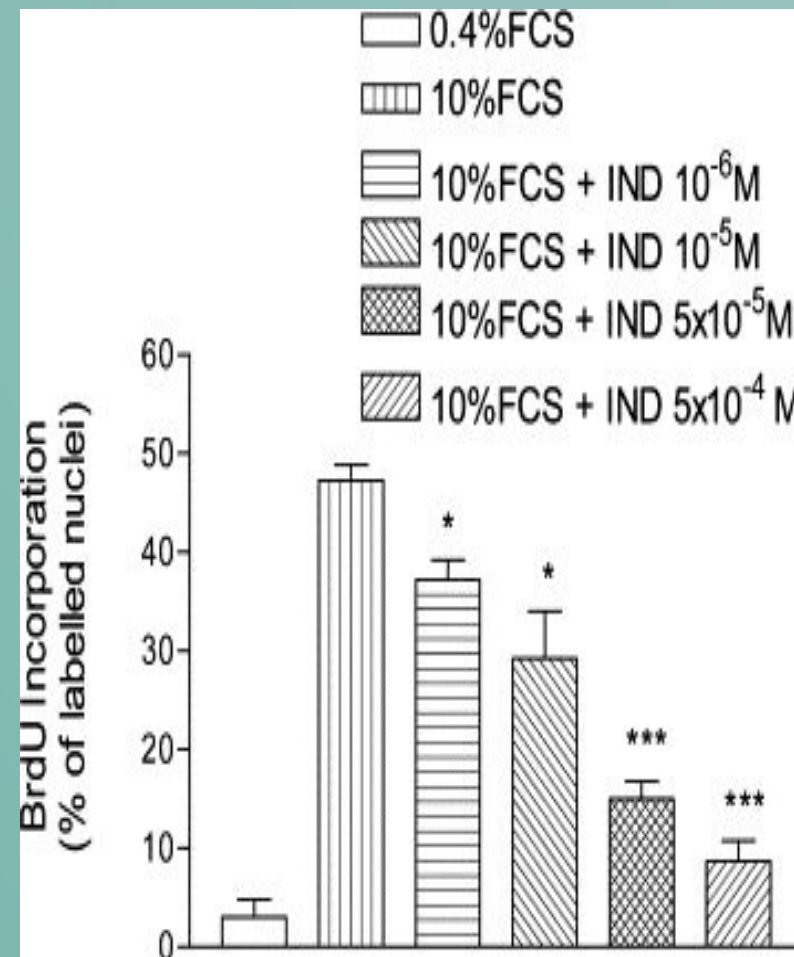 0.4%FCS
10%FCS
10%FCS + IND 10⁻⁶M
10%FCS + IND 10⁻⁵M
10%FCS + IND 5x10⁻⁵M
10%FCS + IND 5x10⁻⁴ M
BrdU Incorporation
(% of labelled nuclei)
60
50
40
30
20
10
0
*
*
***
***